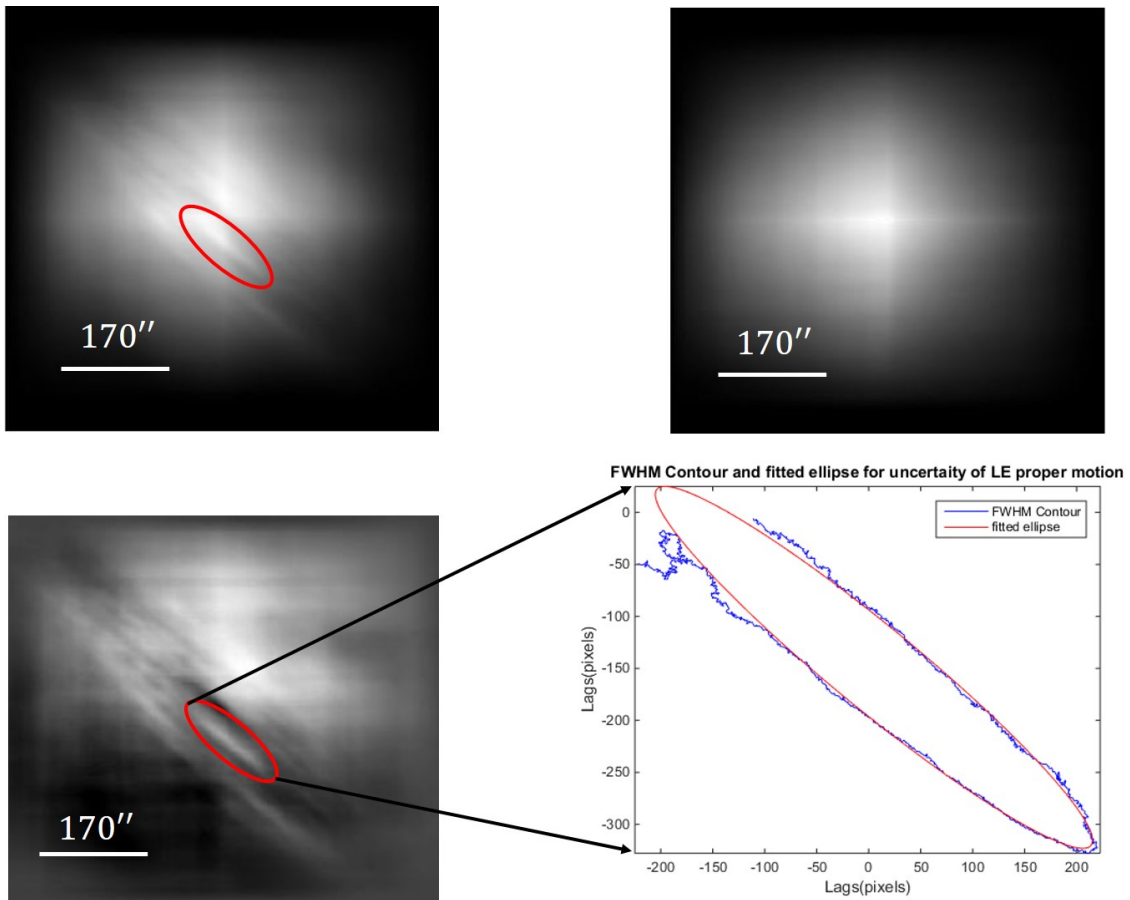 170′′
170′′
170′′
FWHM Contour and fitted ellipse for uncertaity of LE proper motion
FWHM Contour
fitted ellipse
0
-50
-100
-150
-200
-250
-300
Lags(pixels)
-200 -150 -100 -50 0 50 100 150 200
Lags(pixels)